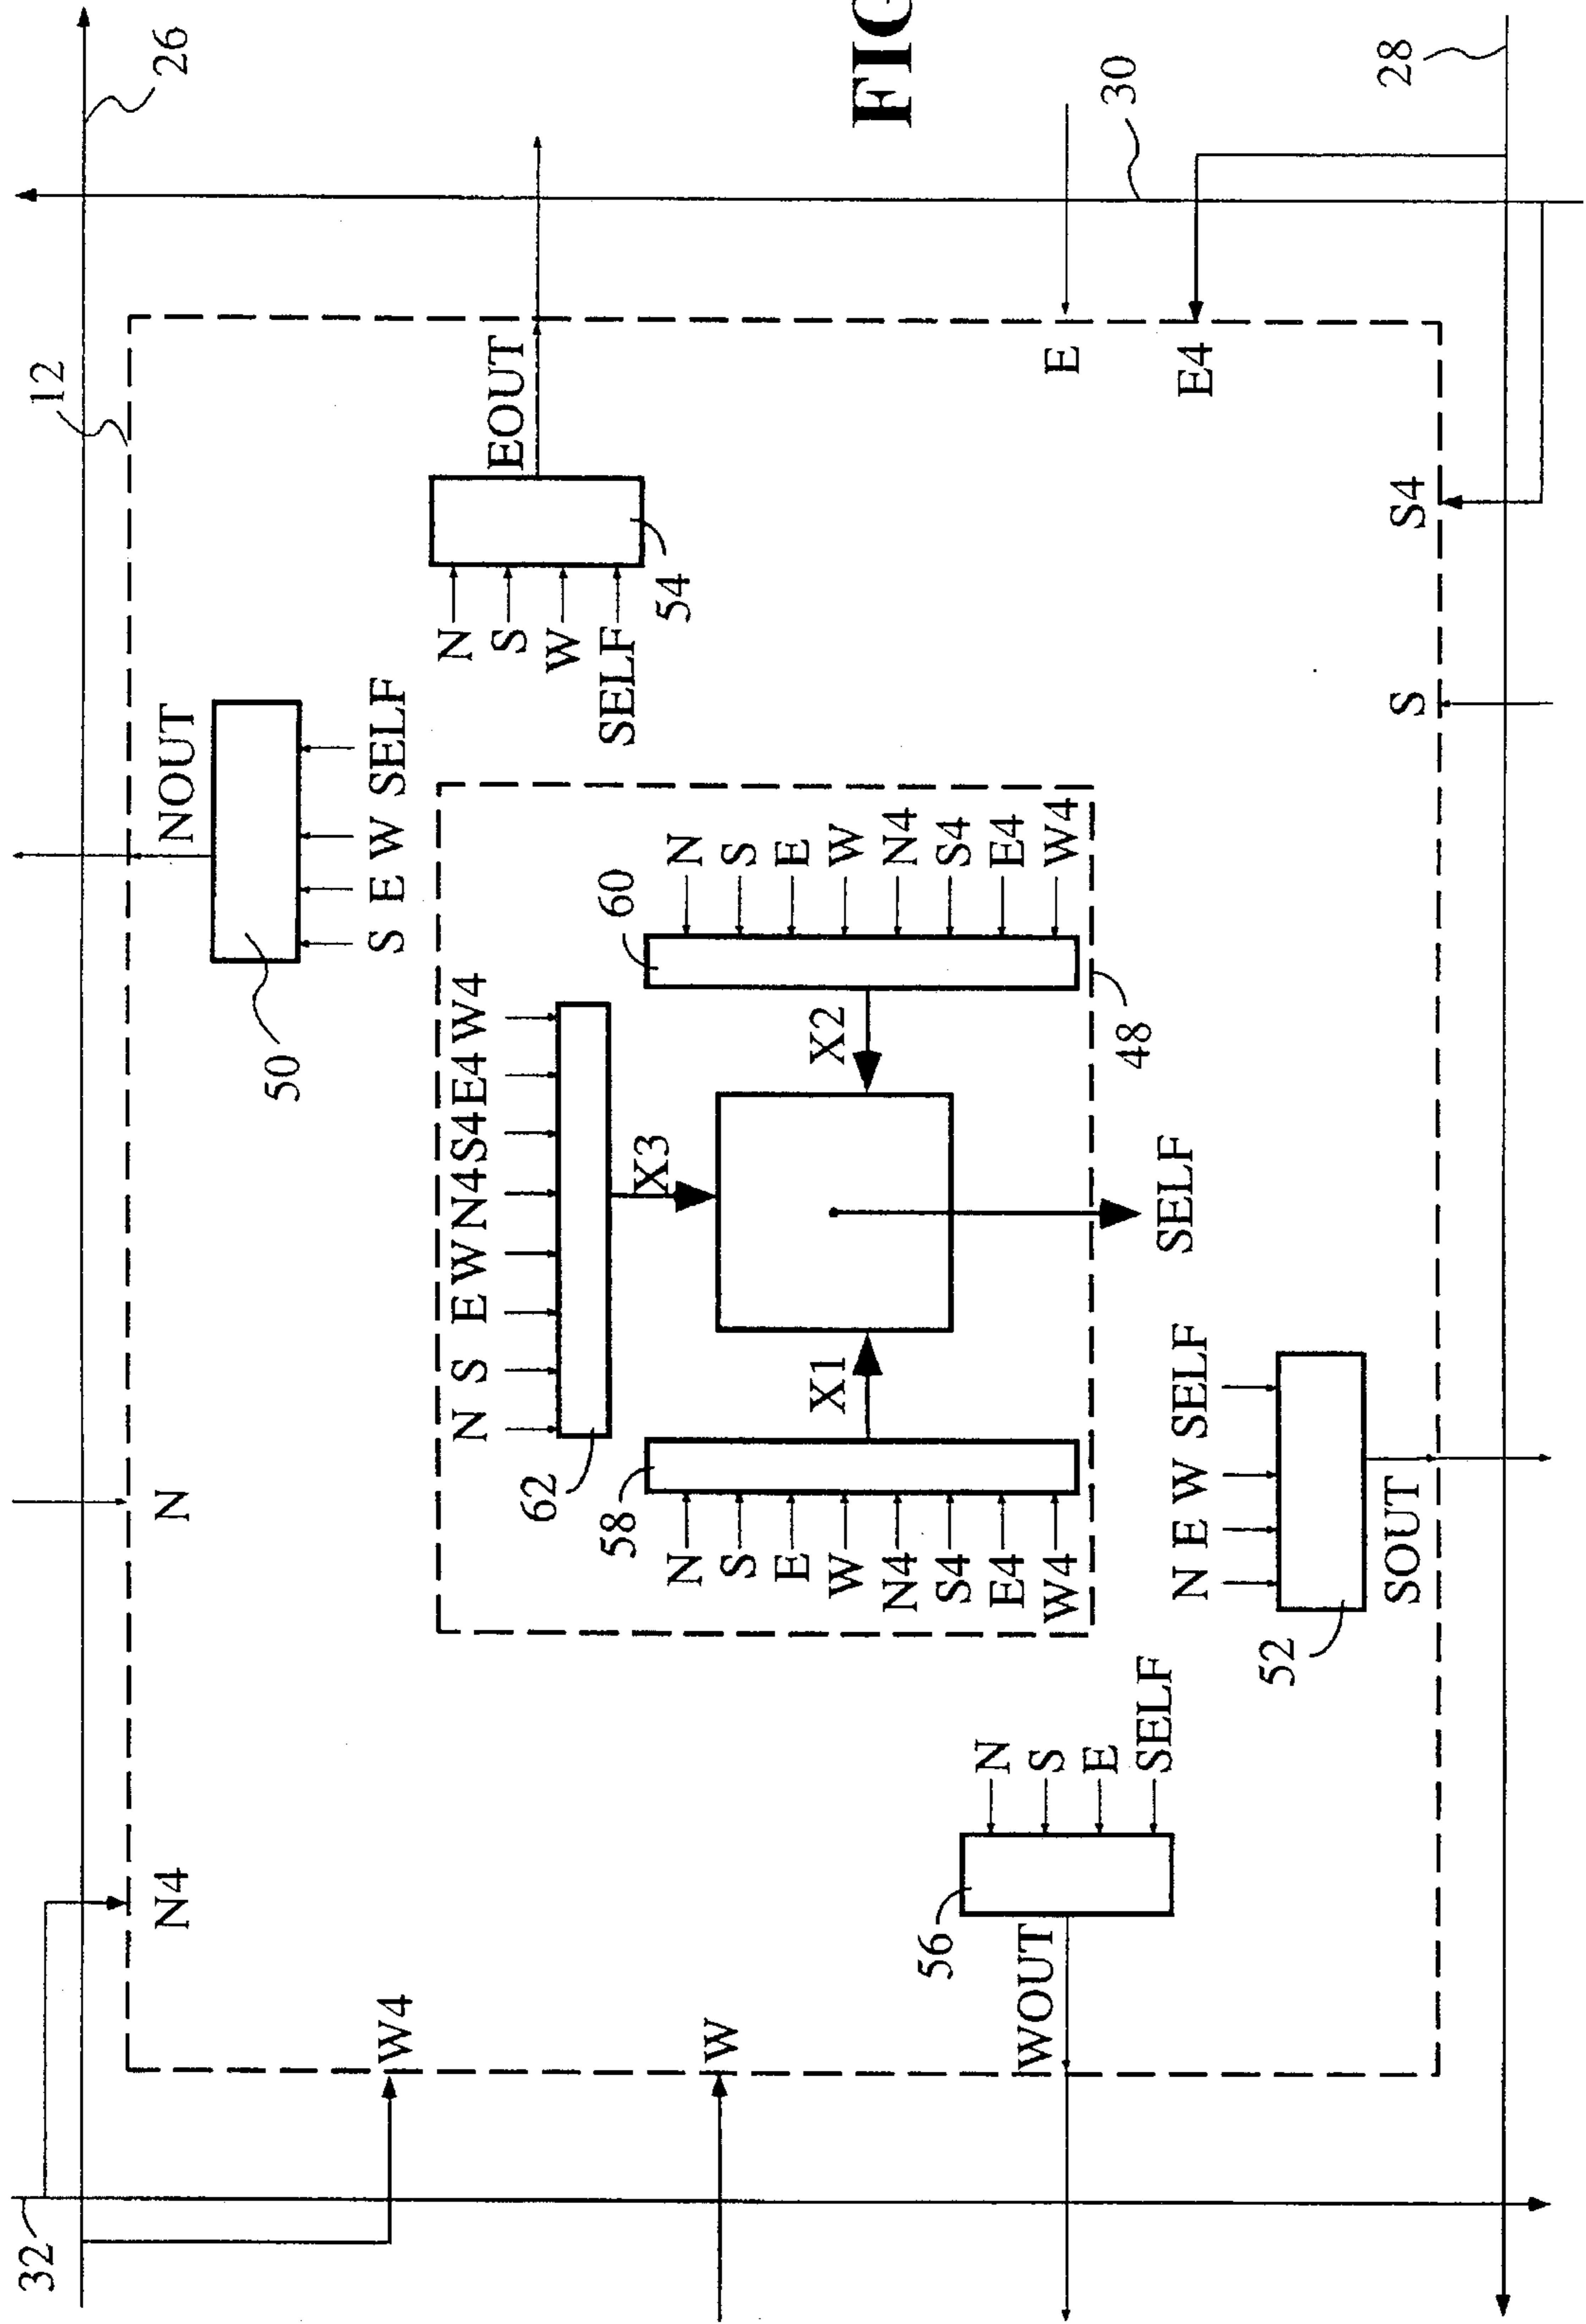 32
26
N4
N
12
W4
NOUT
50
S E W SELF
EOUT
N
S
W
SELF
54
W
N S E W N4 S4 E4 W4
62
X3
58
60
N
S
E
W
N4
S4
E4
W4
X1
X2
N
S
E
W
N4
S4
E4
W4
48
SELF
FIG
30
56
WOUT
N
S
E
SELF
E
E4
N E W SELF
52
SOUT
S
S4
28